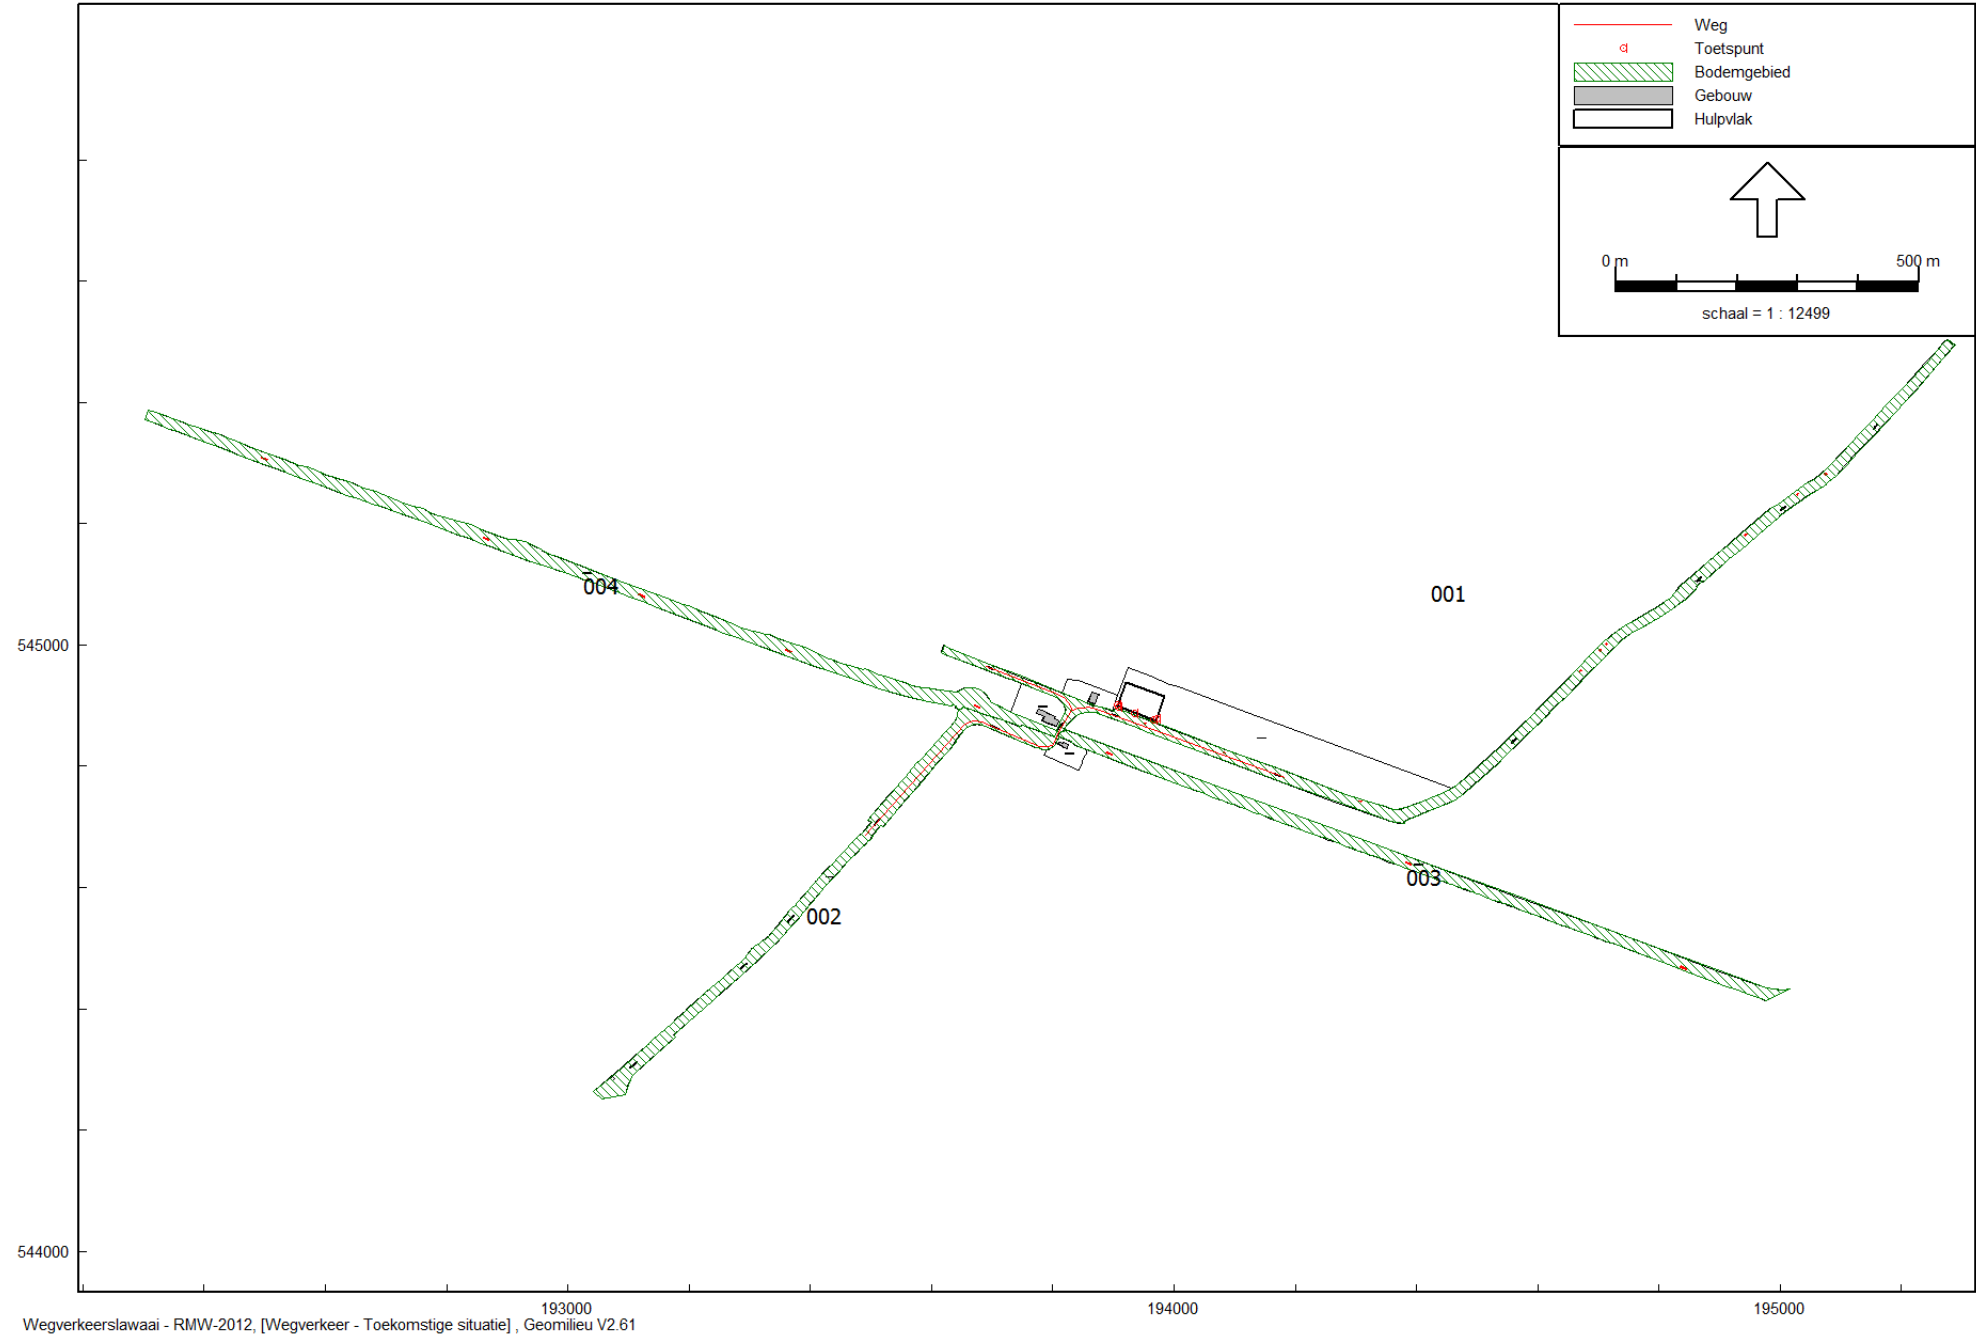 Weg
Toetspunt
Bodemgebied
Gebouw
Hulpvlak
0 m 500 m
schaal = 1 : 12499
004
001
545000
003
002
544000
193000 194000 195000
Wegverkeerslawaai - RMW-2012, [Wegverkeer - Toekomstige situatie] , Geomilieu V2.61